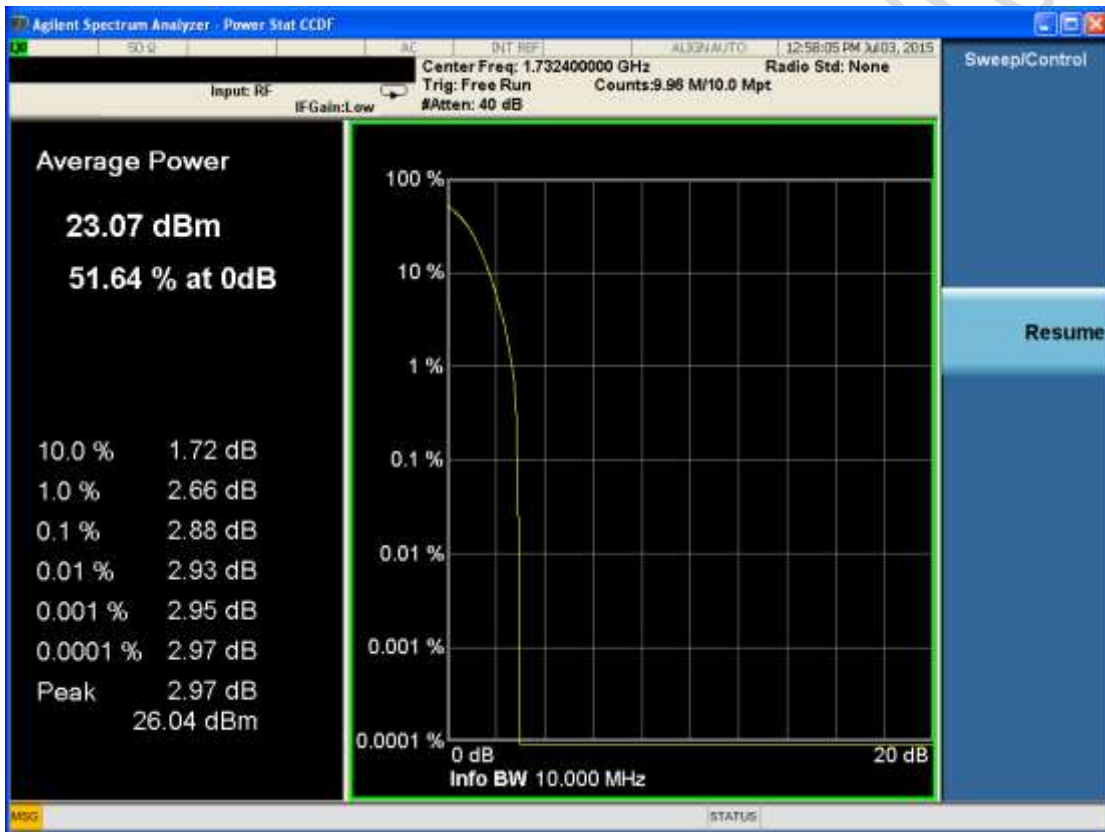 Agilent Spectrum Analyzer - Power Stat CCDF
50 Ω AC INT REF ALIGN AUTO 12:58:05 PM Jul 03, 2015
Sweep/Control
Center Freq: 1.732400000 GHz Radio Std: None
Input: RF Trig: Free Run Counts:9.96 M/10.0 Mpt
IFGain:Low #Atten: 40 dB
Average Power
23.07 dBm
51.64 % at 0dB
10.0 % 1.72 dB
1.0 % 2.66 dB
0.1 % 2.88 dB
0.01 % 2.93 dB
0.001 % 2.95 dB
0.0001 % 2.97 dB
Peak 2.97 dB
26.04 dBm
100 %
10 %
1 %
0.1 %
0.01 %
0.001 %
0.0001 %
0 dB 20 dB
Info BW 10.000 MHz
Resume
MSG STATUS